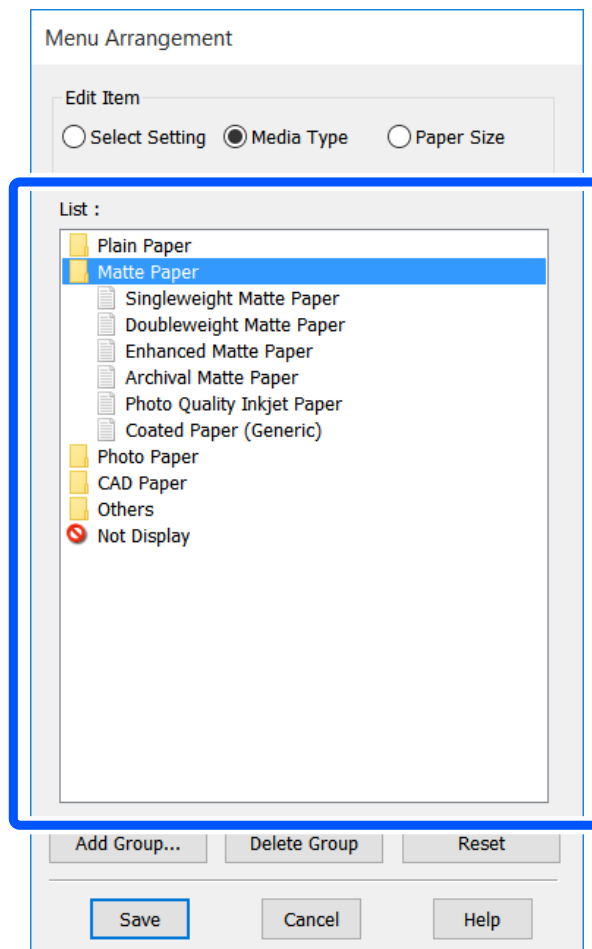 Menu Arrangement
Edit Item
Select Setting Media Type Paper Size
List :
Plain Paper
Matte Paper
Singleweight Matte Paper
Doubleweight Matte Paper
Enhanced Matte Paper
Archival Matte Paper
Photo Quality Inkjet Paper
Coated Paper (Generic)
Photo Paper
CAD Paper
Others
Not Display
Add Group... Delete Group Reset
Save Cancel Help